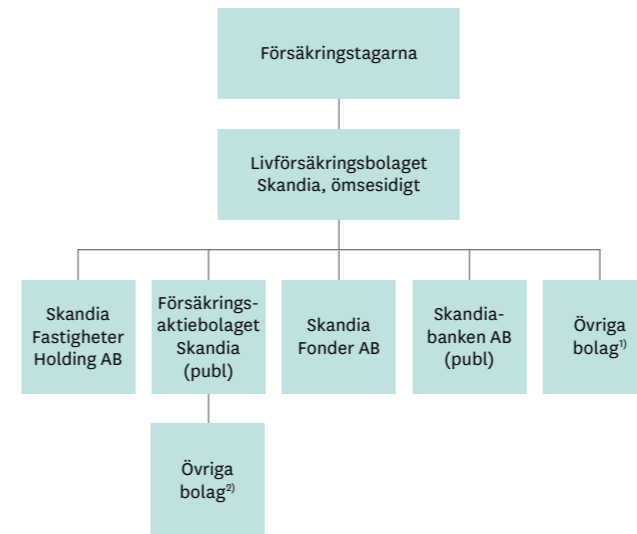 Försäkringstagarna
Livförsäkringsbolaget
Skandia, ömsesidigt
Skandia
Fastigheter
Holding AB
Försäkrings-
aktiebolaget
Skandia
(publ)
Skandia
Fonder AB
Skandia-
banken AB
(publ)
Övriga
bolag¹⁾
Övriga
bolag²⁾